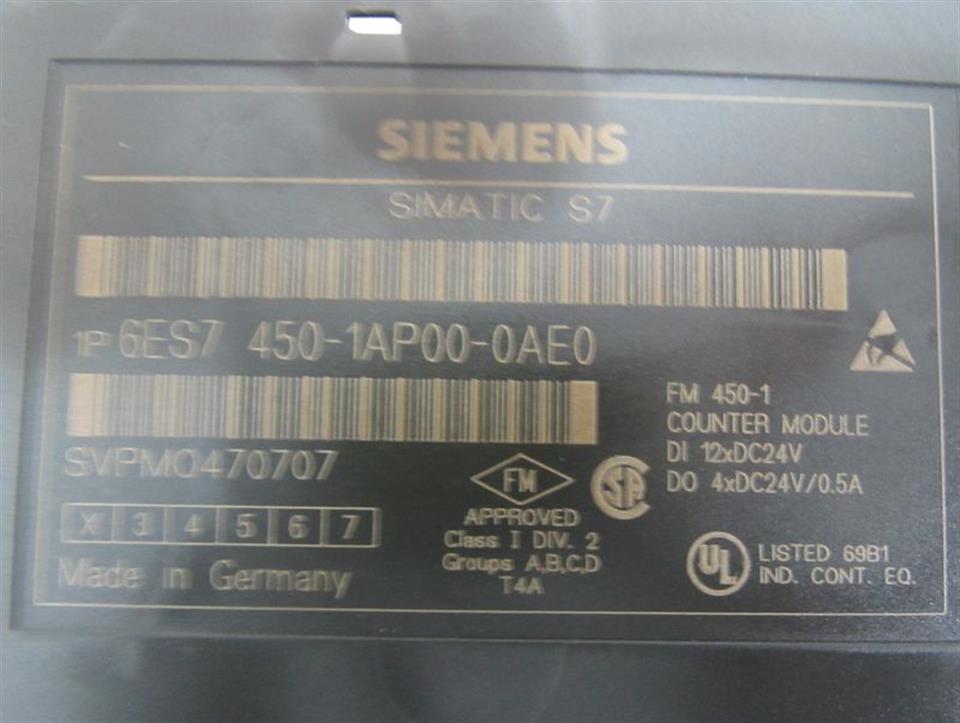 SIEMENS
SIMATIC S7
1P 6ES7 450-1AP00-0AE0
SVPM0470707
X 3 4 5 6 7
Made in Germany
FM
APPROVED
Class I DIV. 2
Groups A,B,C,D
T4A
SA
FM 450-1
COUNTER MODULE
DI 12xDC24V
DO 4xDC24V/0.5A
UL
LISTED 69B1
IND. CONT. EQ.